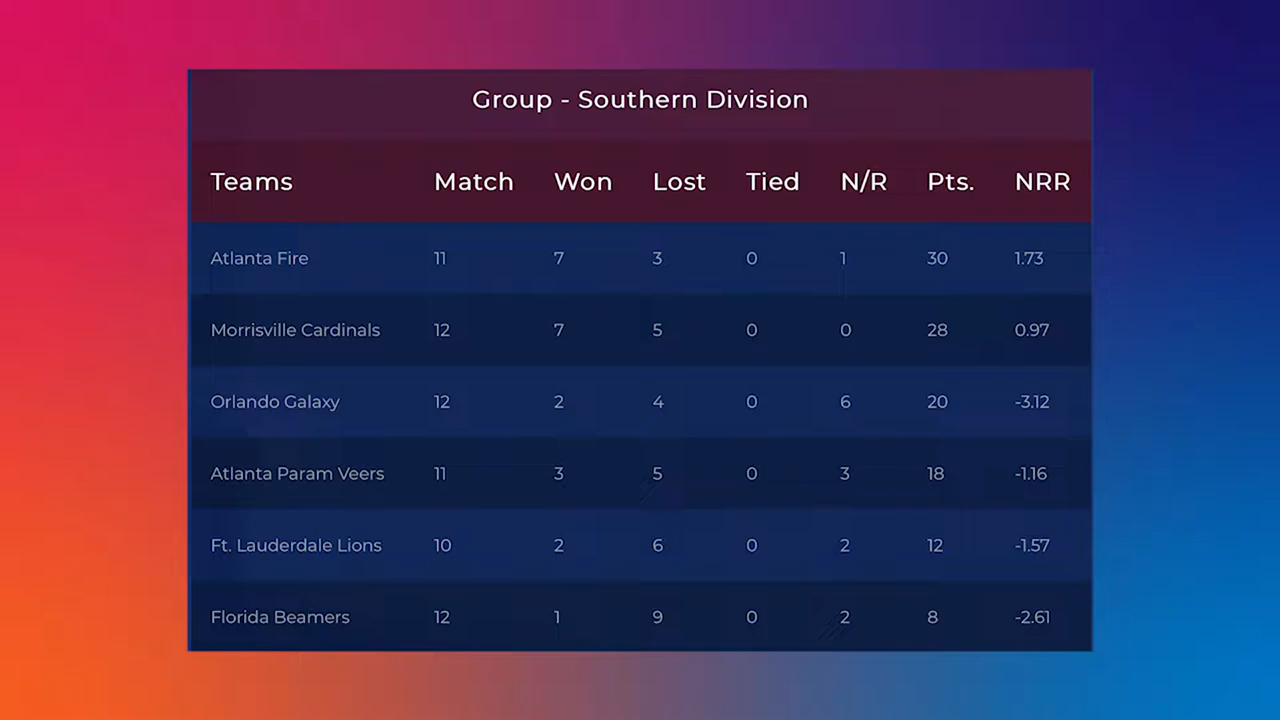 Group - Southern Division
Teams Match Won Lost Tied N/R Pts. NRR
Atlanta Fire 11 7 3 0 1 30 1.73
Morrisville Cardinals 12 7 5 0 0 28 0.97
Orlando Galaxy 12 2 4 0 6 20 -3.12
Atlanta Param Veers 11 3 5 0 3 18 -1.16
Ft. Lauderdale Lions 10 2 6 0 2 12 -1.57
Florida Beamers 12 1 9 0 2 8 -2.61